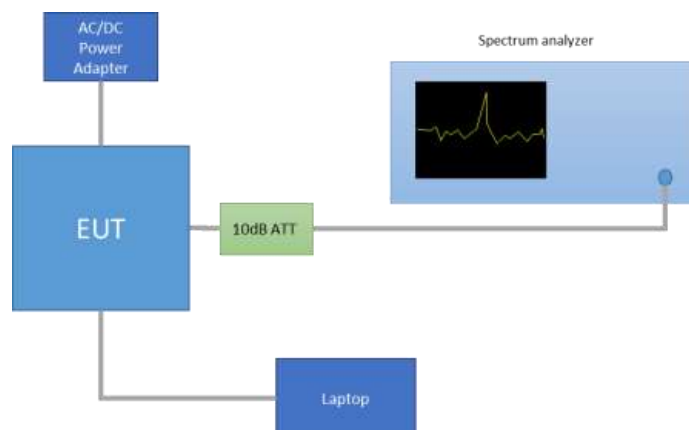 AC/DC
Power
Adapter
Spectrum analyzer
EUT
10dB ATT
Laptop